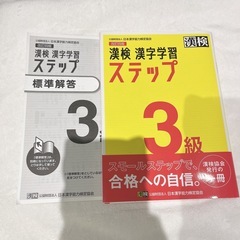 漢検 漢字学習
ステップ
標準解答
3
公益財団法人 日本漢字能力検定協会
漢検
漢検 漢字学習
ステップ
3級
スモールステップで、
合格への自信。
漢検協会
発行の
公益財団法人 日本漢字能力検定協会